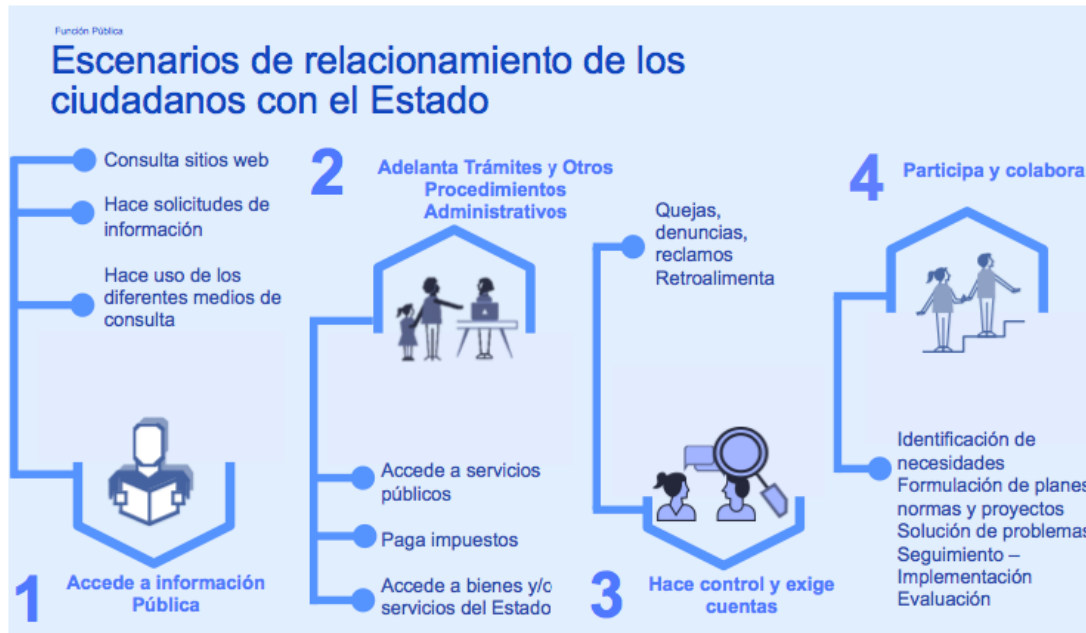 Función Pública
Escenarios de relacionamiento de los
ciudadanos con el Estado
Consulta sitios web
Hace solicitudes de
información
Hace uso de los
diferentes medios de
consulta
1
Accede a información
Pública
2
Adelanta Trámites y Otros
Procedimientos
Administrativos
Accede a servicios
públicos
Paga impuestos
Accede a bienes y/o
servicios del Estado
Quejas,
denuncias,
reclamos
Retroalimenta
3
Hace control y exige
cuentas
4
Participa y colabora
Identificación de
necesidades
Formulación de planes
normas y proyectos
Solución de problemas
Seguimiento –
Implementación
Evaluación